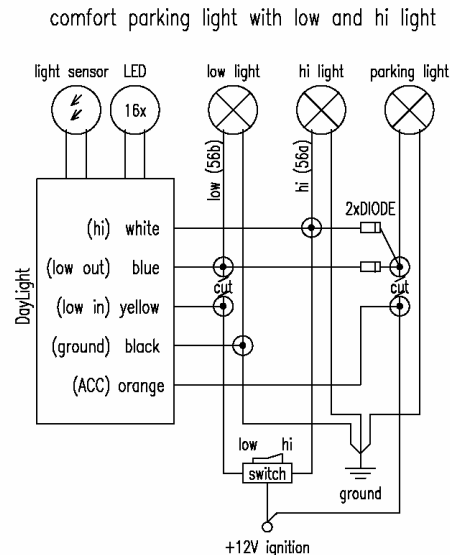 comfort parking light with low and hi light
light sensor LED low light hi light parking light
16x
low (56b)
hi (56a)
2xDIODE
(hi) white
(low out) blue
cut cut
(low in) yellow
DayLight
(ground) black
(ACC) orange
low hi
switch
ground
+12V ignition